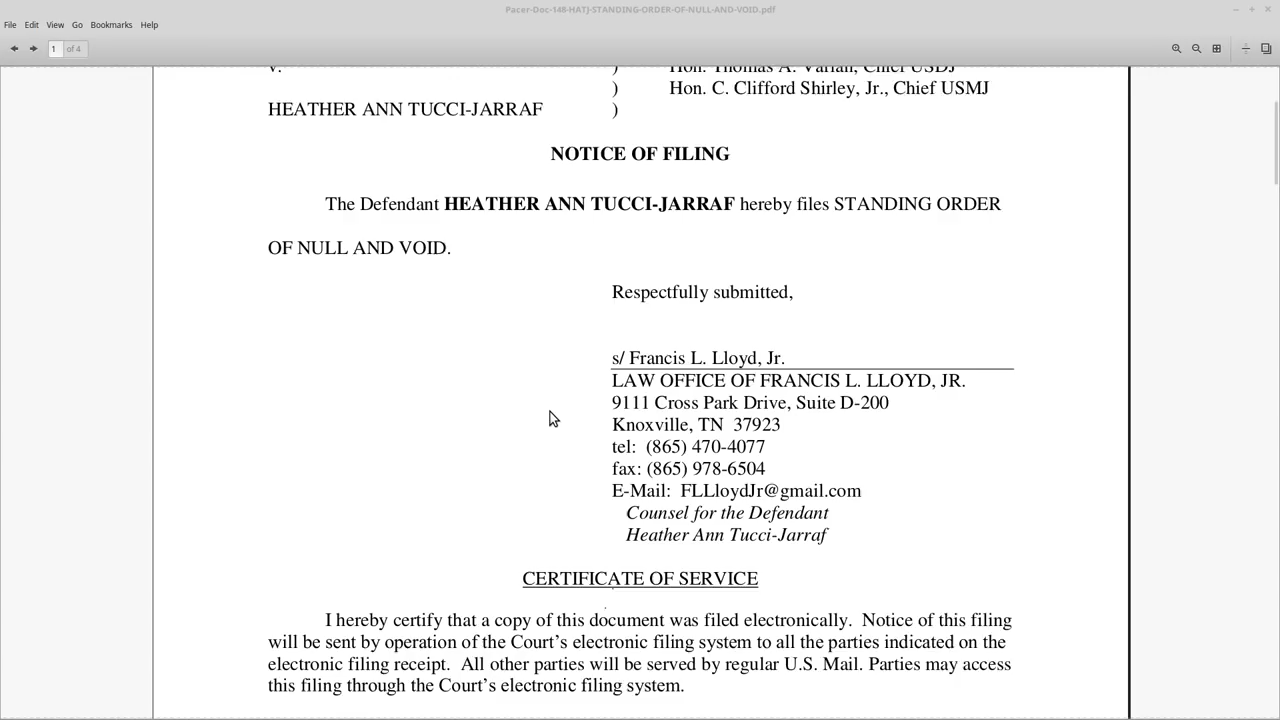 Pacer-Doc-148-HATJ-STANDING-ORDER-OF-NULL-AND-VOID.pdf
File Edit View Go Bookmarks Help
1 of 4
v. ) Hon. Thomas A. Varlan, Chief USDJ
) Hon. C. Clifford Shirley, Jr., Chief USMJ
HEATHER ANN TUCCI-JARRAF )
NOTICE OF FILING
The Defendant HEATHER ANN TUCCI-JARRAF hereby files STANDING ORDER
OF NULL AND VOID.
Respectfully submitted,
s/ Francis L. Lloyd, Jr.
LAW OFFICE OF FRANCIS L. LLOYD, JR.
9111 Cross Park Drive, Suite D-200
Knoxville, TN 37923
tel: (865) 470-4077
fax: (865) 978-6504
E-Mail: FLLloydJr@gmail.com
Counsel for the Defendant
Heather Ann Tucci-Jarraf
CERTIFICATE OF SERVICE
I hereby certify that a copy of this document was filed electronically. Notice of this filing
will be sent by operation of the Court's electronic filing system to all the parties indicated on the
electronic filing receipt. All other parties will be served by regular U.S. Mail. Parties may access
this filing through the Court's electronic filing system.